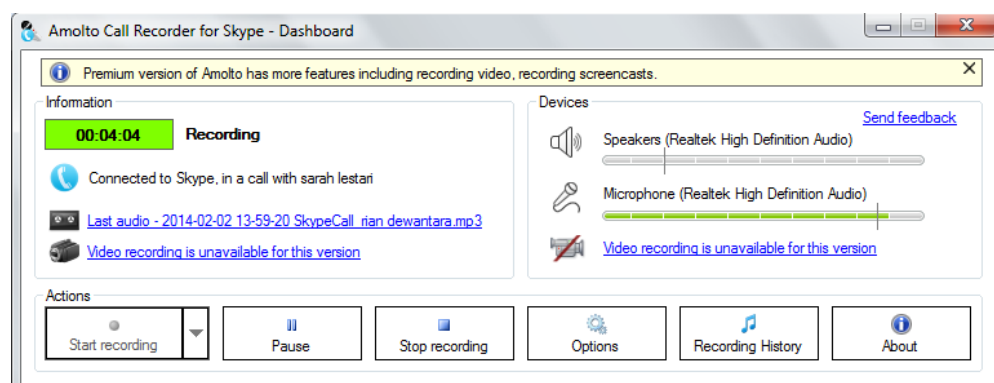 Amolto Call Recorder for Skype - Dashboard
Premium version of Amolto has more features including recording video, recording screencasts.
Information
00:04:04 Recording
Connected to Skype, in a call with sarah lestari
Last audio - 2014-02-02 13-59-20 SkypeCall rian dewantara.mp3
Video recording is unavailable for this version
Devices
Send feedback
Speakers (Realtek High Definition Audio)
Microphone (Realtek High Definition Audio)
Video recording is unavailable for this version
Actions
Start recording
Pause
Stop recording
Options
Recording History
About